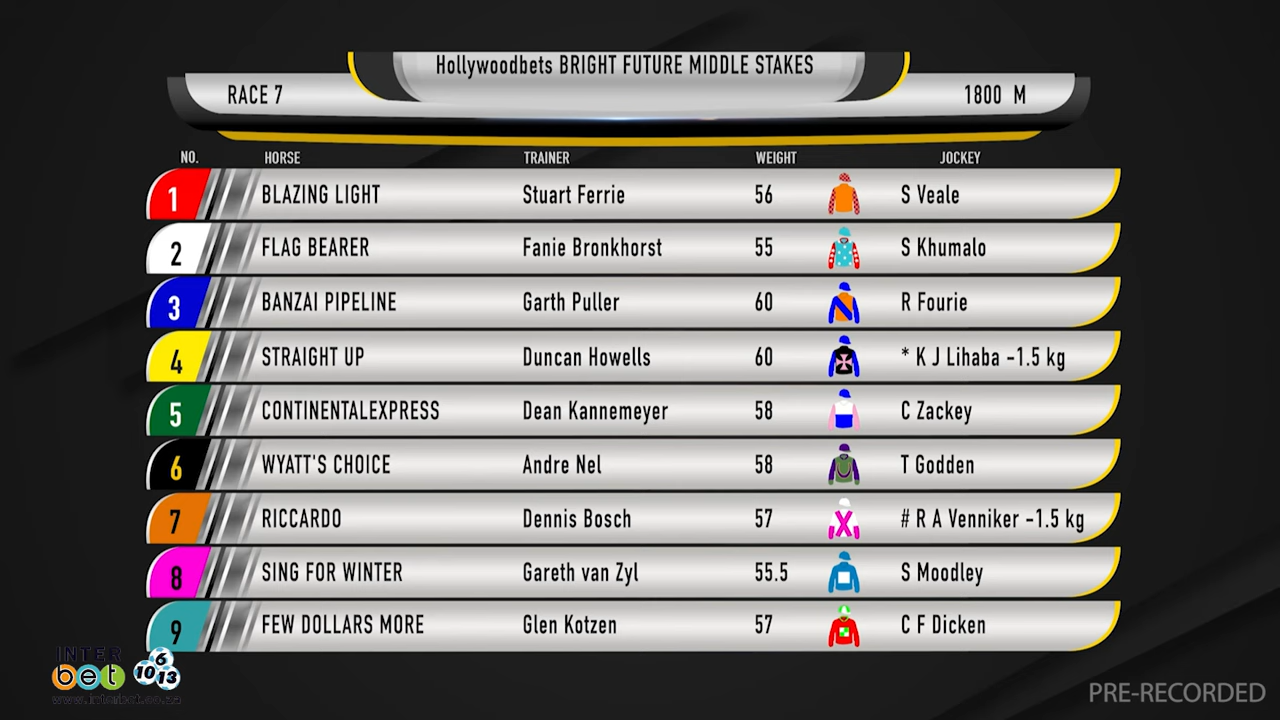 Hollywoodbets BRIGHT FUTURE MIDDLE STAKES
RACE 7 1800 M
NO. HORSE TRAINER WEIGHT JOCKEY
1 BLAZING LIGHT Stuart Ferrie 56 S Veale
2 FLAG BEARER Fanie Bronkhorst 55 S Khumalo
3 BANZAI PIPELINE Garth Puller 60 R Fourie
4 STRAIGHT UP Duncan Howells 60 * K J Lihaba -1.5 kg
5 CONTINENTALEXPRESS Dean Kannemeyer 58 C Zackey
6 WYATT'S CHOICE Andre Nel 58 T Godden
7 RICCARDO Dennis Bosch 57 # R A Venniker -1.5 kg
8 SING FOR WINTER Gareth van Zyl 55.5 S Moodley
9 FEW DOLLARS MORE Glen Kotzen 57 C F Dicken
INTER
bet 6 10 13
www.interbet.co.za
PRE-RECORDED